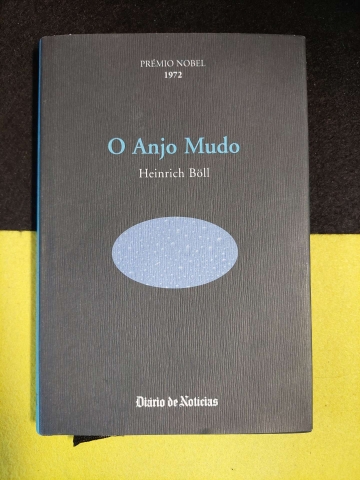 PRÉMIO NOBEL
1972
O Anjo Mudo
Heinrich Böll
Diário de Notícias